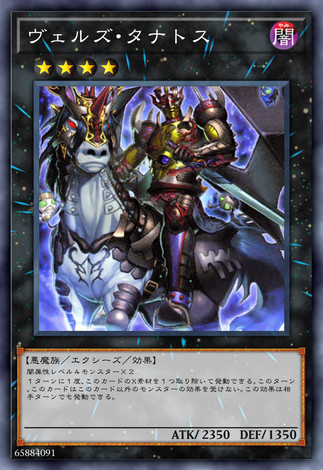 ヴェルズ・タナトス
闇
やみ
【悪魔族／エクシーズ／効果】
闇属性レベル４モンスター×２
１ターンに１度、このカードのX素材を１つ取り除いて発動できる。このターン
、このカードはこのカード以外のモンスターの効果を受けない。この効果は相
手ターンでも発動できる。
ATK/ 2350 DEF/ 1350
65884091